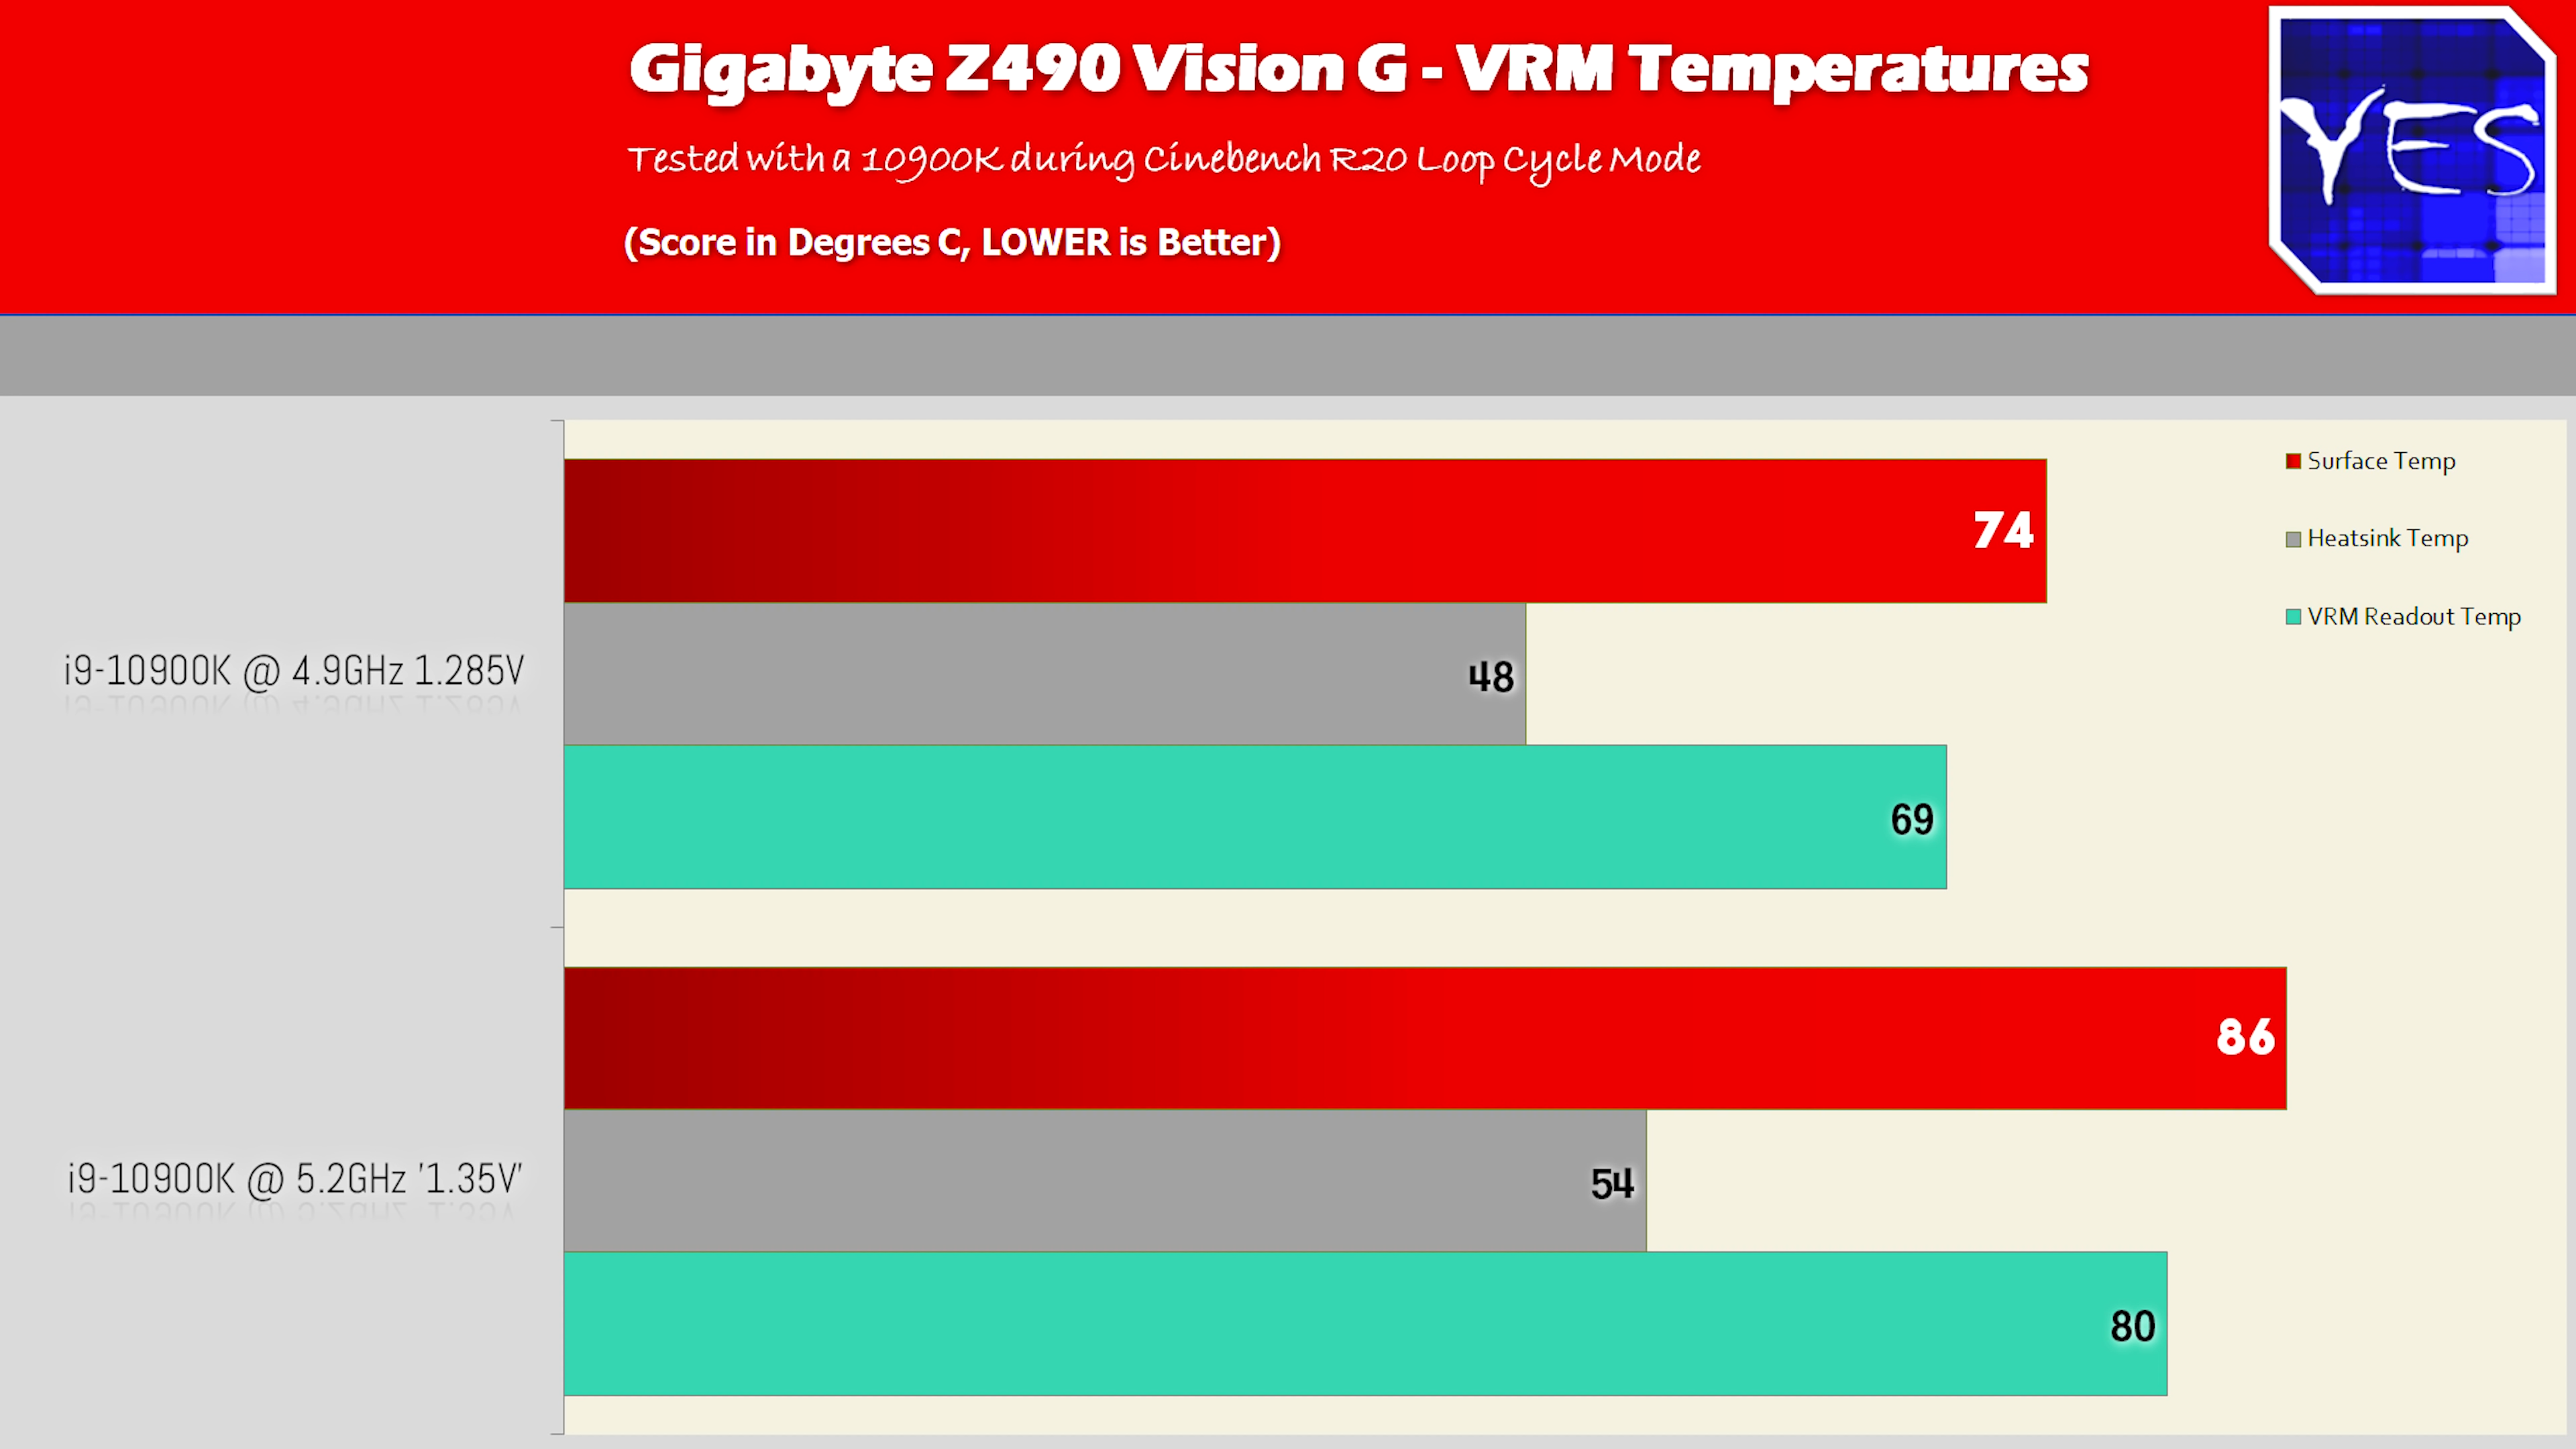 Gigabyte Z490 Vision G - VRM Temperatures
YES
Tested with a 10900K during Cinebench R20 Loop Cycle Mode
(Score in Degrees C, LOWER is Better)
Surface Temp
Heatsink Temp
VRM Readout Temp
i9-10900K @ 4.9GHz 1.285V
74
48
69
i9-10900K @ 5.2GHz '1.35V'
86
54
80